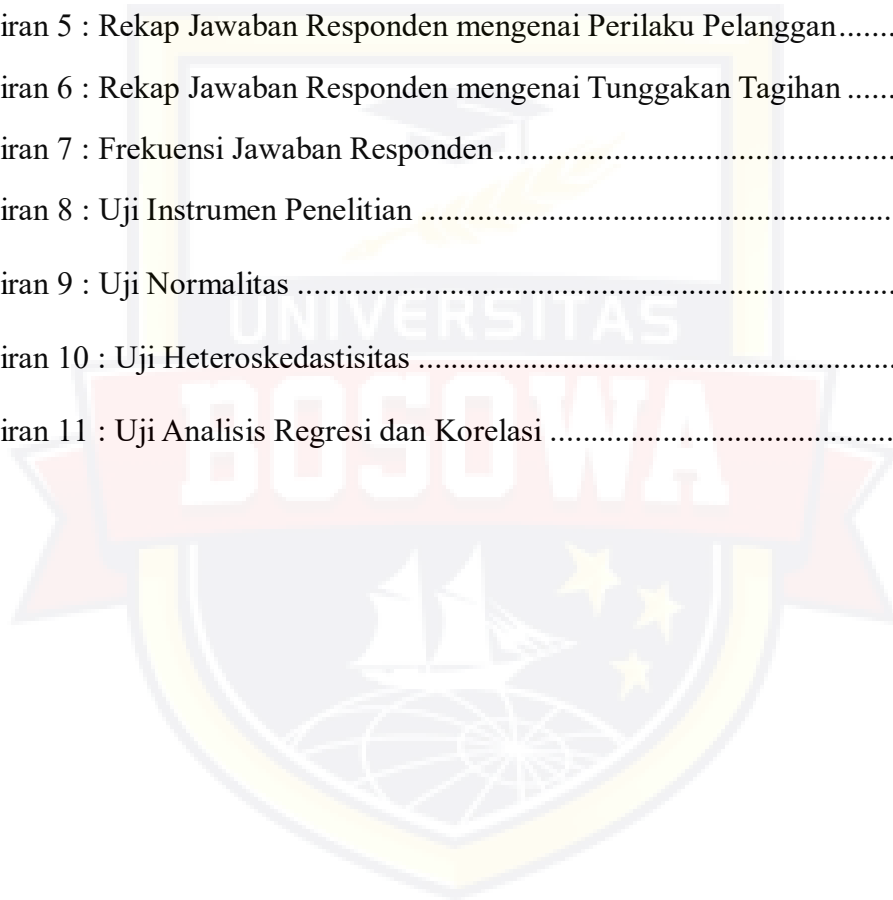 iran 5 : Rekap Jawaban Responden mengenai Perilaku Pelanggan.......
iran 6 : Rekap Jawaban Responden mengenai Tunggakan Tagihan ......
iran 7 : Frekuensi Jawaban Responden.................................................
iran 8 : Uji Instrumen Penelitian ..........................................................
iran 9 : Uji Normalitas .........................................................................
UNIVERSITAS
iran 10 : Uji Heteroskedastisitas ..........................................................
BOSOWA
iran 11 : Uji Analisis Regresi dan Korelasi ..........................................